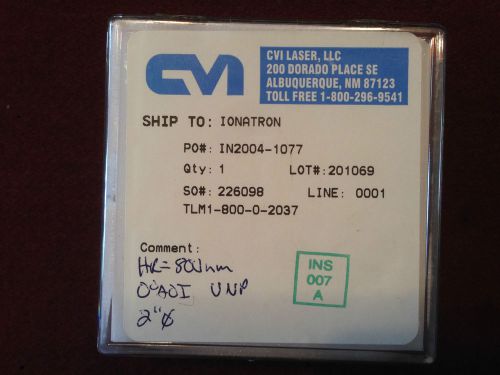 CVI
CVI LASER, LLC
200 DORADO PLACE SE
ALBUQUERQUE, NM 87123
TOLL FREE 1-800-296-9541
SHIP TO: IONATRON
PO#: IN2004-1077
Qty: 1 LOT#: 201069
SO#: 226098 LINE: 0001
TLM1-800-0-2037
Comment:
HR=800nm
0° AOI UNP
2"ø
INS
007
A